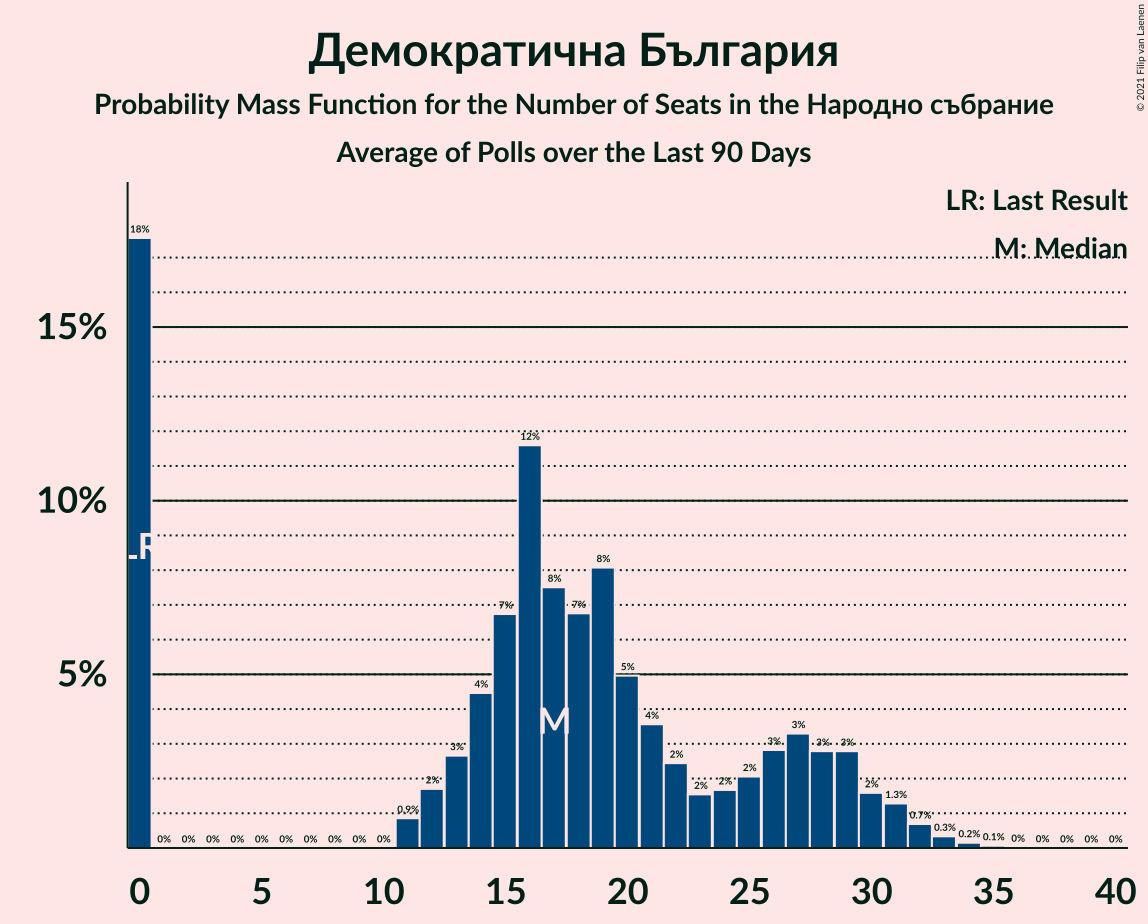 Демократична България
Probability Mass Function for the Number of Seats in the Народно събрание
Average of Polls over the Last 90 Days
© 2021 Filip van Laenen
LR: Last Result
M: Median
15%
10%
5%
18%
0% 0% 0% 0% 0% 0% 0% 0% 0% 0% 0.9% 2% 3% 4% 7% 12% 8% 7% 8% 5% 4% 2% 2% 2% 2% 3% 3% 3% 3% 2% 1.3% 0.7% 0.3% 0.2% 0.1% 0% 0% 0% 0% 0%
LR
M
0 5 10 15 20 25 30 35 40